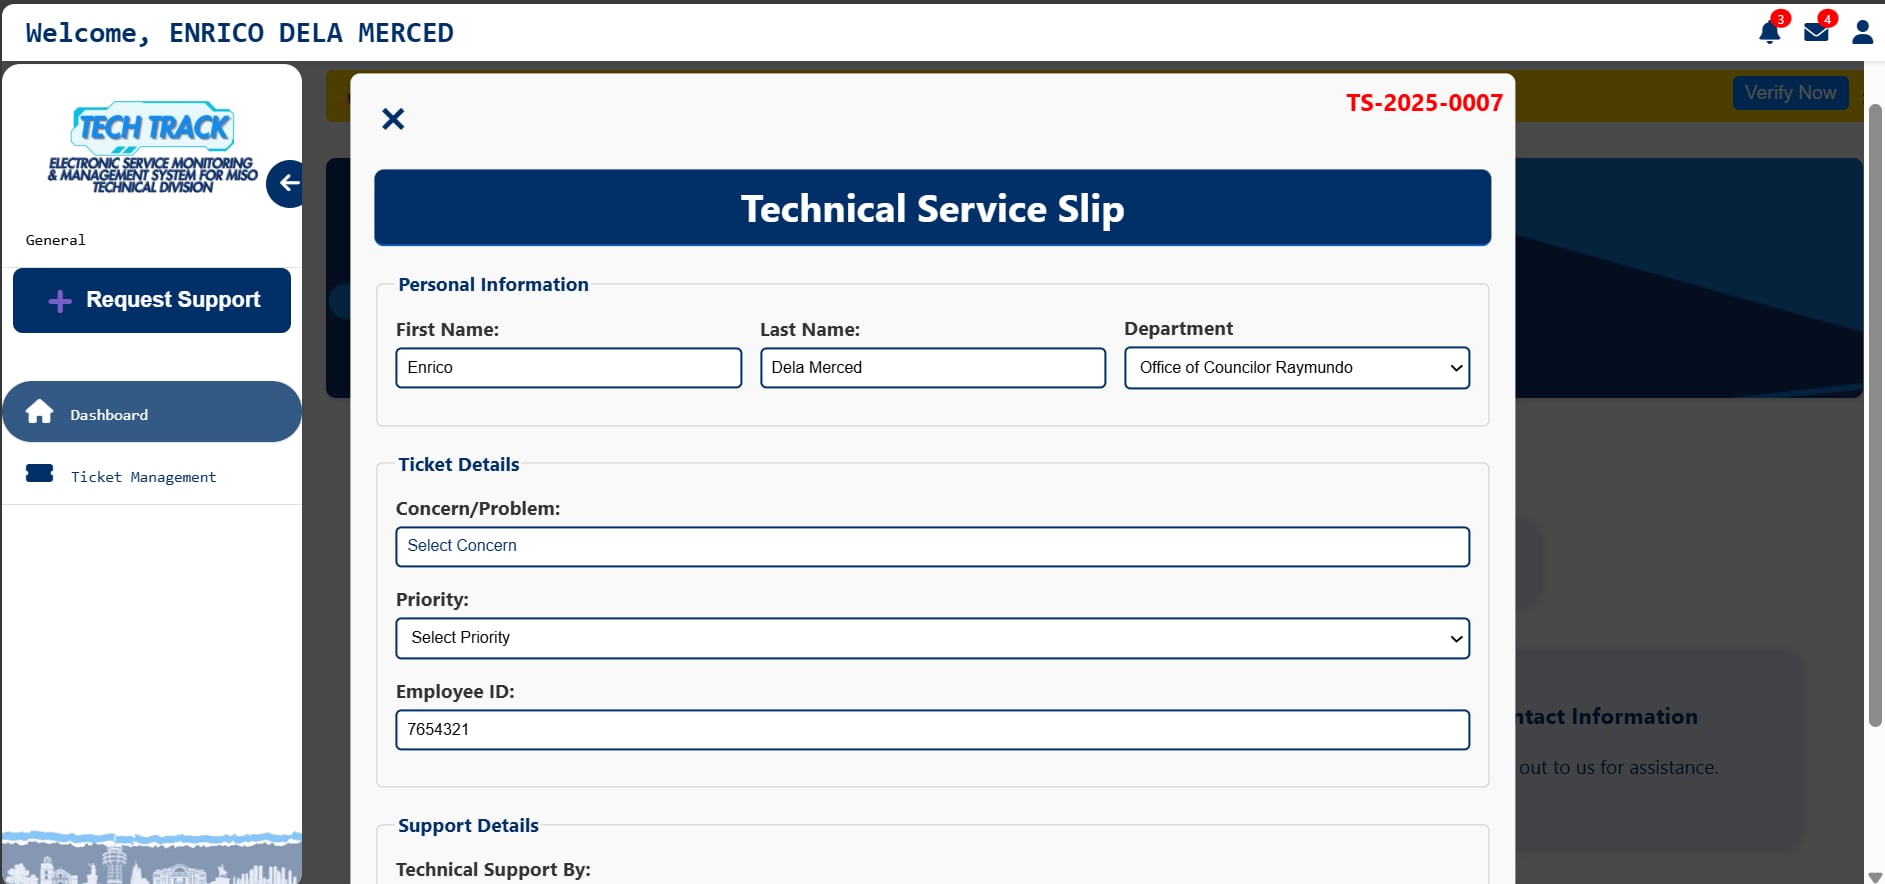 Welcome, ENRICO DELA MERCED
3
4
TECH TRACK
ELECTRONIC SERVICE MONITORING
& MANAGEMENT SYSTEM FOR MISO
TECHNICAL DIVISION
General
Request Support
Dashboard
Ticket Management
Verify Now
TS-2025-0007
Technical Service Slip
Personal Information
First Name:
Last Name:
Department
Enrico
Dela Merced
Office of Councilor Raymundo
Ticket Details
Concern/Problem:
Select Concern
Priority:
Select Priority
Employee ID:
7654321
Support Details
Technical Support By:
ntact Information
out to us for assistance.